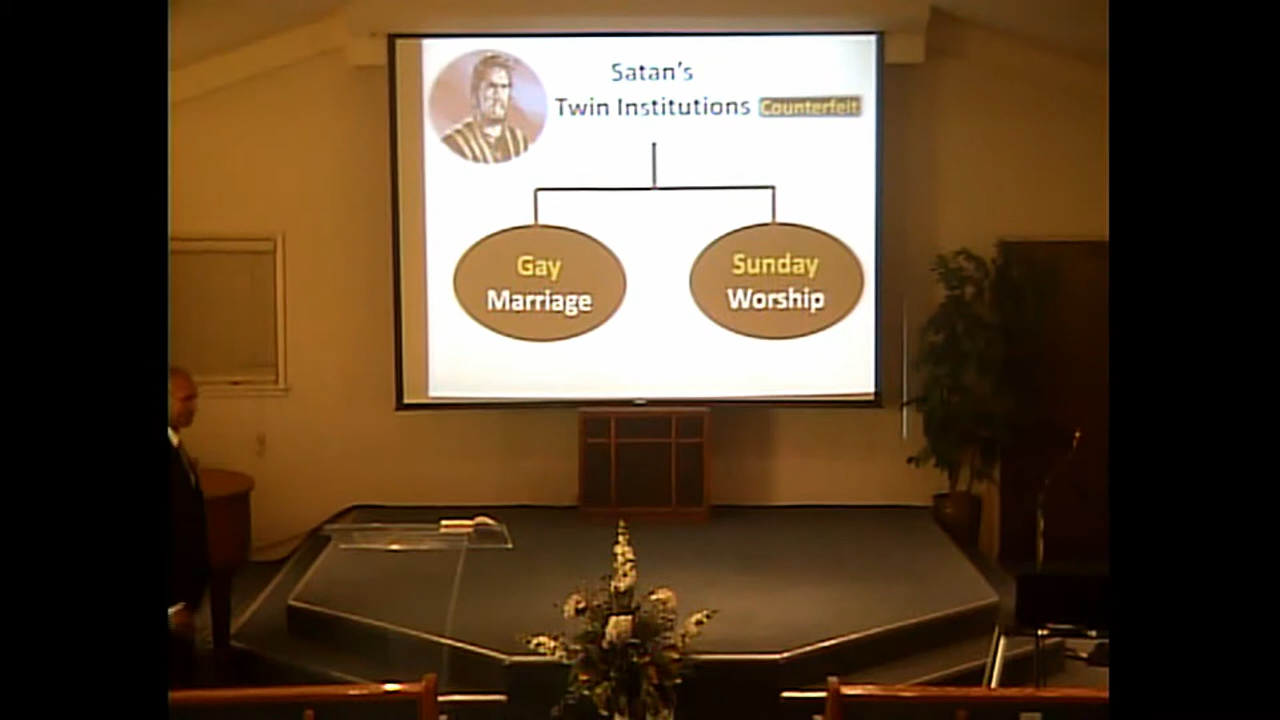 Satan's
Twin Institutions Counterfeit
Gay
Marriage
Sunday
Worship